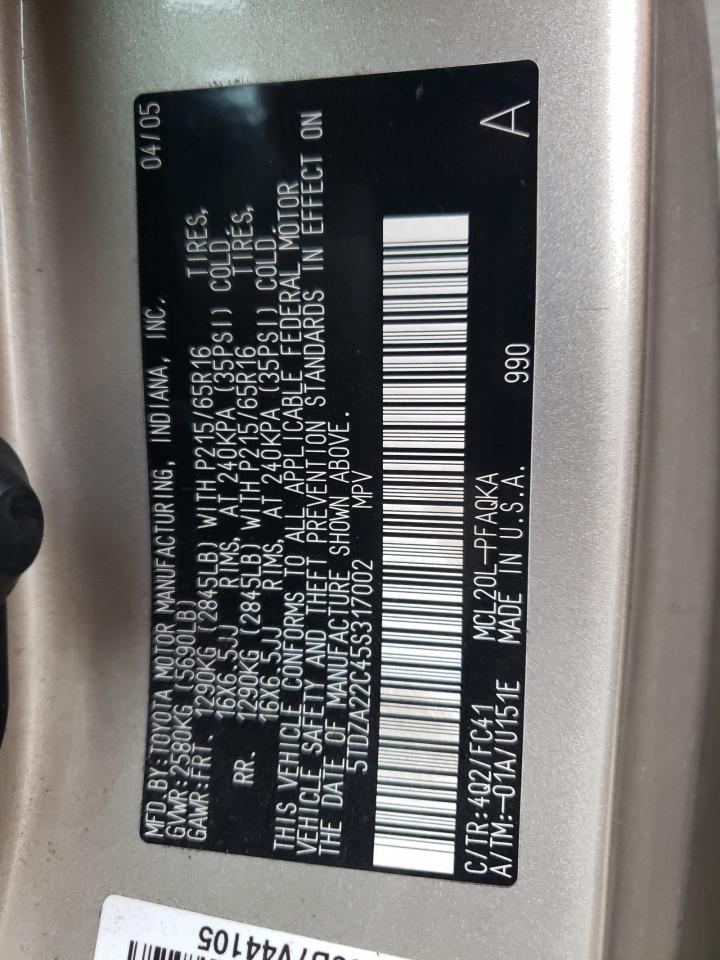 MFD. BY:TOYOTA MOTOR MANUFACTURING, INDIANA, INC. 04/05
GVWR:2580KG (5690LB)
GAWR:FRT. 1290KG (2845LB) WITH P215/65R16 TIRES,
16X6.5JJ RIMS, AT 240KPA (35PSI) COLD.
RR. 1290KG (2845LB) WITH P215/65R16 TIRES,
16X6.5JJ RIMS, AT 240KPA (35PSI) COLD.
THIS VEHICLE CONFORMS TO ALL APPLICABLE FEDERAL MOTOR
VEHICLE SAFETY AND THEFT PREVENTION STANDARDS IN EFFECT ON
THE DATE OF MANUFACTURE SHOWN ABOVE.
5TDZA22C45S317002 MPV
C/TR:4Q2/FC41 MCL20L-PFAQKA 990 A
A/TM:-01A/U151E MADE IN U.S.A.
V44105